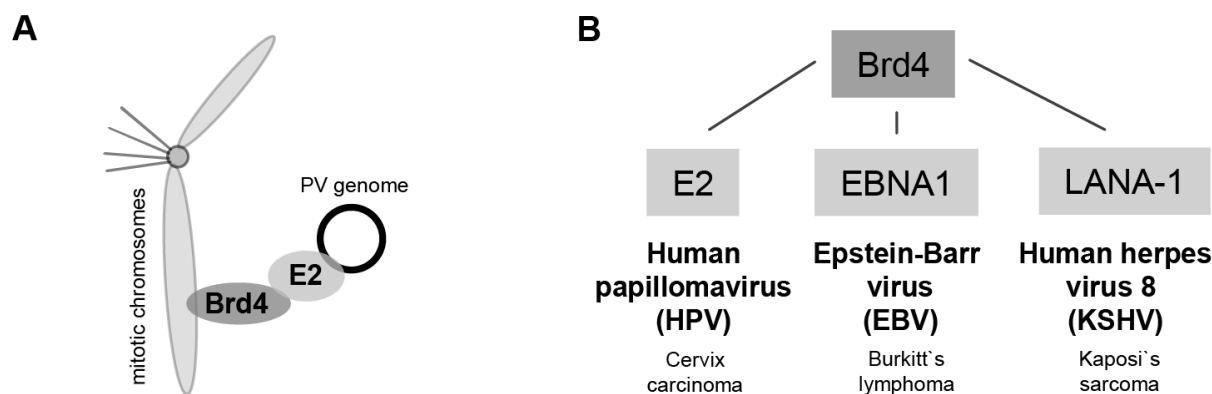 A
mitotic chromosomes
PV genome
E2
Brd4
B
Brd4
E2
EBNA1
LANA-1
Human
papillomavirus
(HPV)
Epstein-Barr
virus
(EBV)
Human herpes
virus 8
(KSHV)
Cervix
carcinoma
Burkitt`s
lymphoma
Kaposi`s
sarcoma